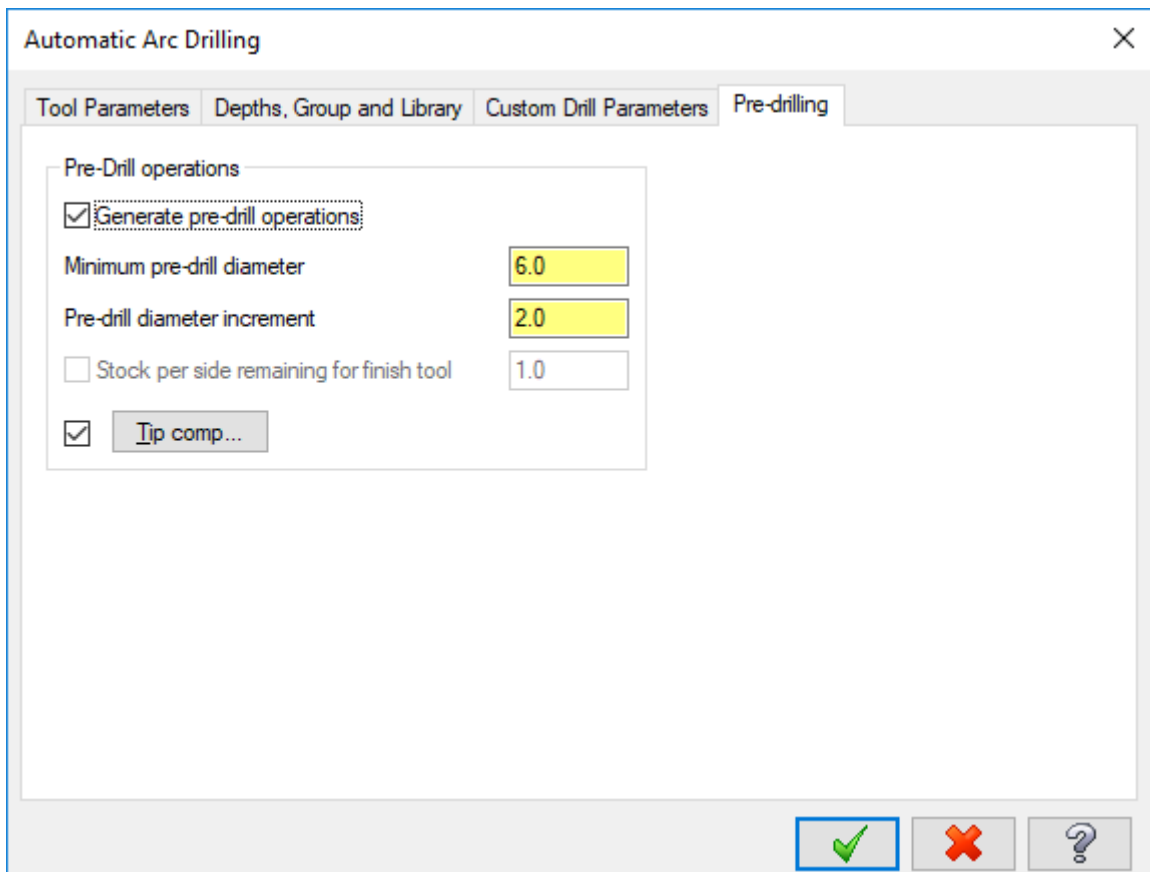 Automatic Arc Drilling
Tool Parameters Depths, Group and Library Custom Drill Parameters Pre-drilling
Pre-Drill operations
Generate pre-drill operations
Minimum pre-drill diameter 6.0
Pre-drill diameter increment 2.0
Stock per side remaining for finish tool 1.0
Tip comp...